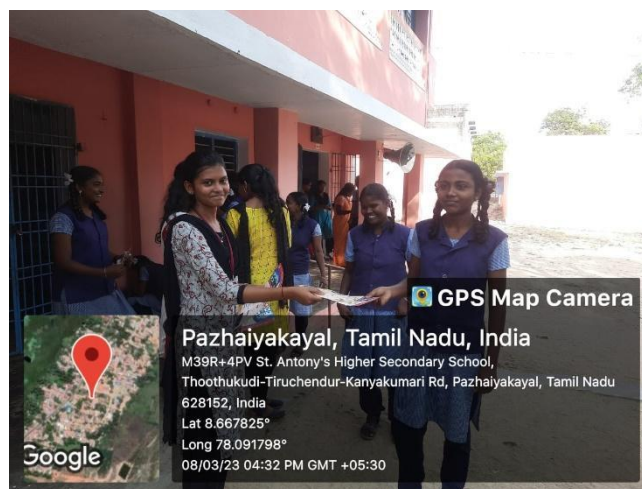 GPS Map Camera
Pazhaiyakayal, Tamil Nadu, India
M39R+4PV St. Antony's Higher Secondary School,
Thoothukudi-Tiruchendur-Kanyakumari Rd, Pazhaiyakayal, Tamil Nadu
628152, India
Lat 8.667825°
Long 78.091798°
08/03/23 04:32 PM GMT +05:30
Google